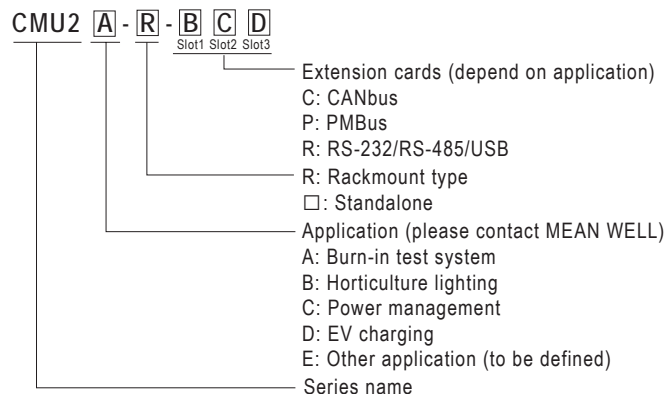 CMU2 A - R - B C D
Slot1 Slot2 Slot3
Extension cards (depend on application)
C: CANbus
P: PMBus
R: RS-232/RS-485/USB
R: Rackmount type
□: Standalone
Application (please contact MEAN WELL)
A: Burn-in test system
B: Horticulture lighting
C: Power management
D: EV charging
E: Other application (to be defined)
Series name